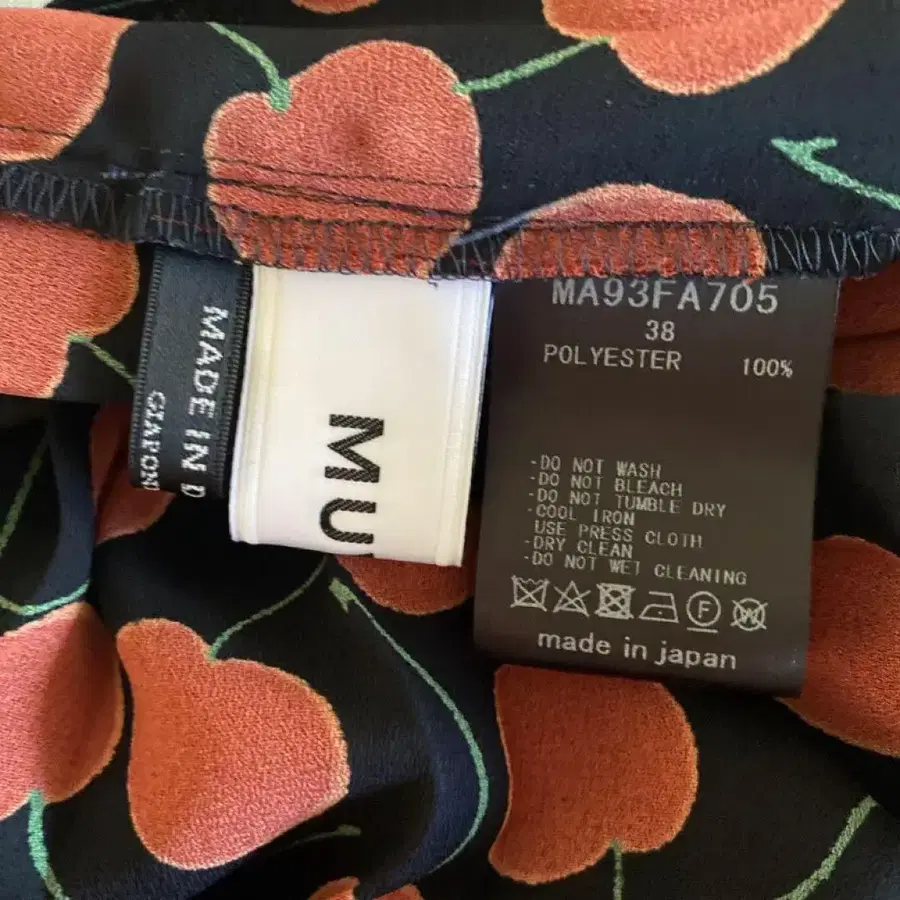 MADE IN
MU
MA93FA705
38
POLYESTER 100%
-DO NOT WASH
-DO NOT BLEACH
-DO NOT TUMBLE DRY
-COOL IRON
USE PRESS CLOTH
-DRY CLEAN
-DO NOT WET CLEANING
F
W
made in japan